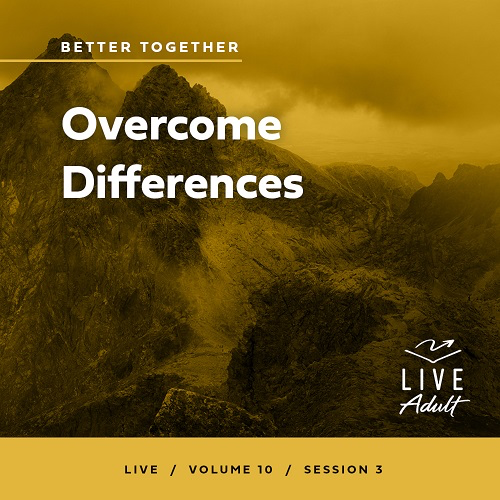 BETTER TOGETHER
Overcome
Differences
LIVE
Adult
LIVE / VOLUME 10 / SESSION 3